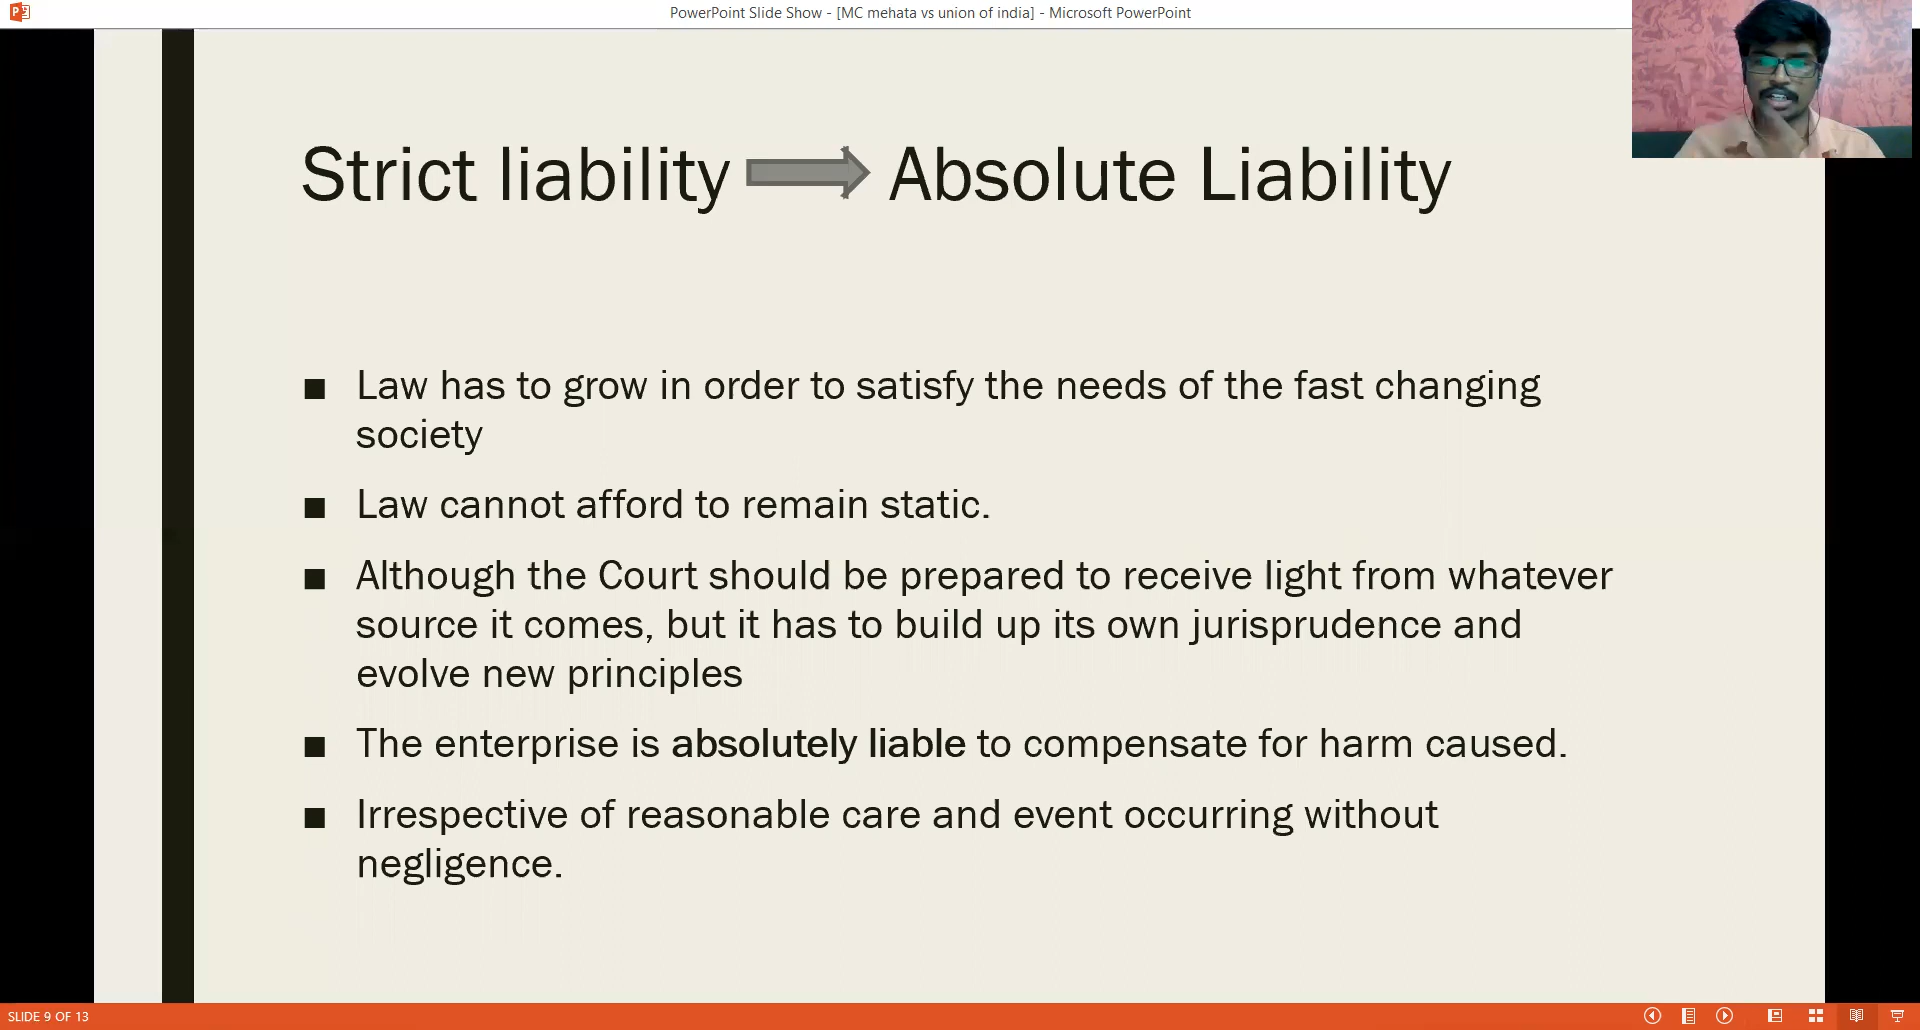 PowerPoint Slide Show - [MC mehata vs union of india] - Microsoft PowerPoint
Strict liability Absolute Liability
■ Law has to grow in order to satisfy the needs of the fast changing
society
■ Law cannot afford to remain static.
■ Although the Court should be prepared to receive light from whatever
source it comes, but it has to build up its own jurisprudence and
evolve new principles
■ The enterprise is absolutely liable to compensate for harm caused.
■ Irrespective of reasonable care and event occurring without
negligence.
SLIDE 9 OF 13